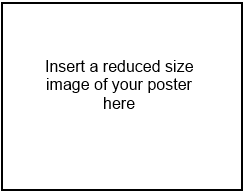 Insert a reduced size
image of your poster
here